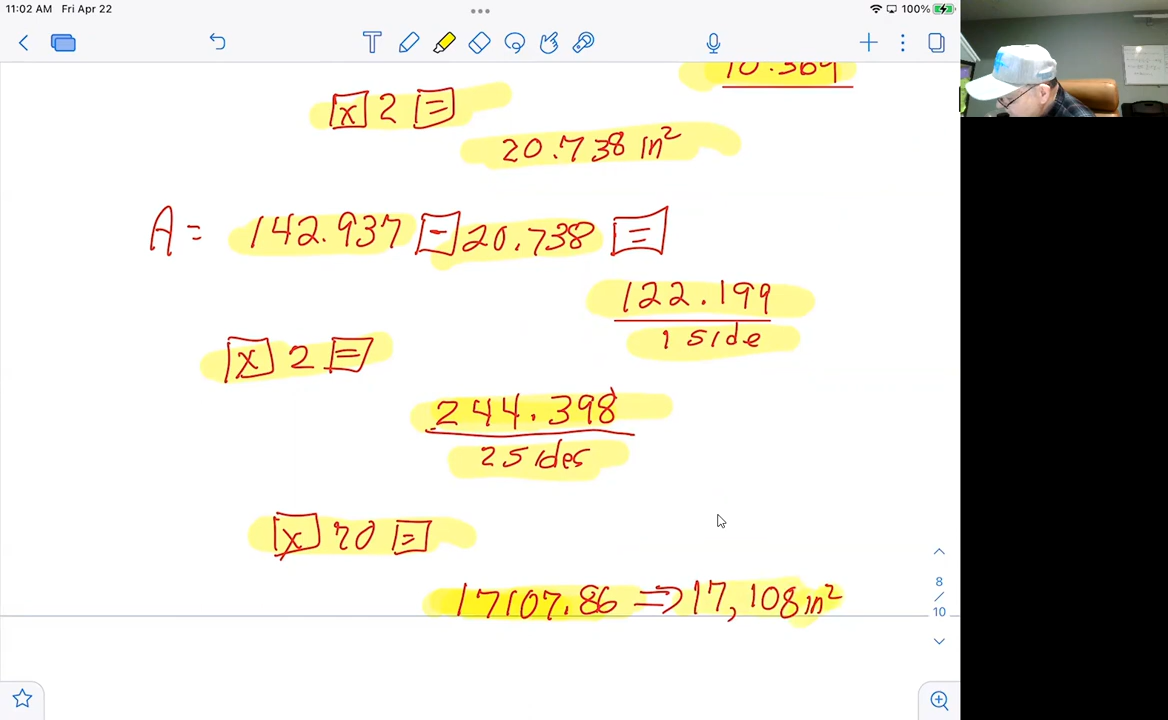 11:02 AM Fri Apr 22
100%
T
10.369
x 2 =
20.738 in²
A = 142.937 - 20.738 =
122.199
1 side
x 2 =
244.398
2 sides
x 70 =
17107.86 ⇒ 17,108 in²
8
/
10